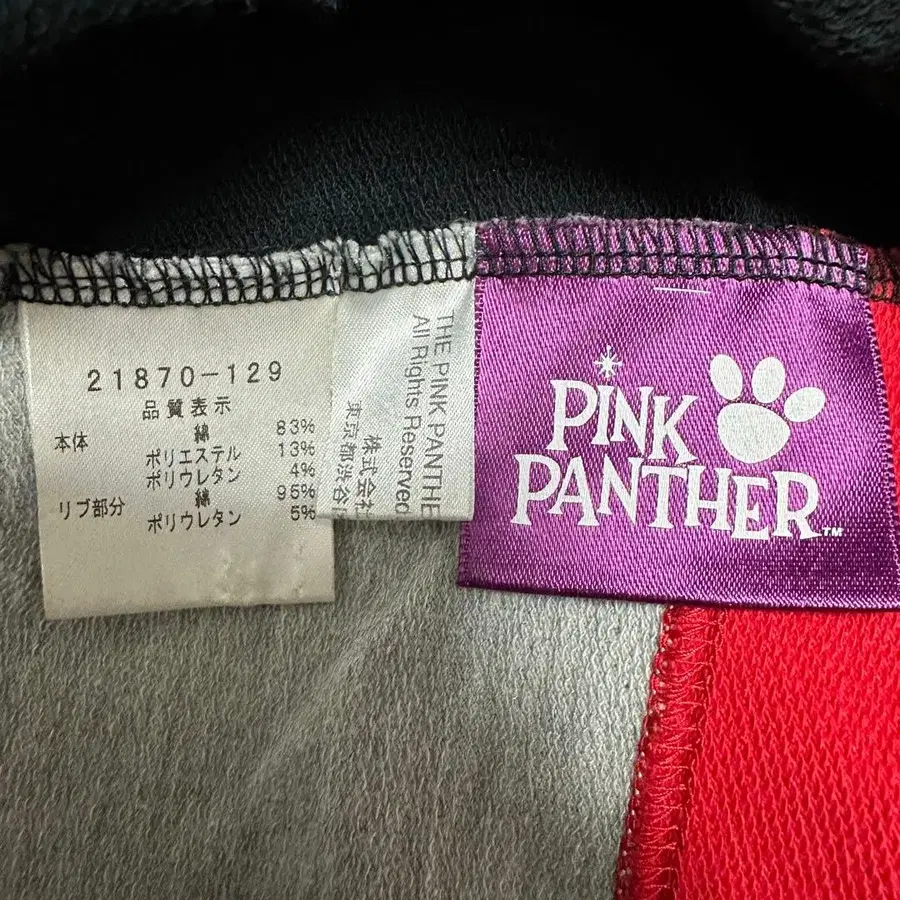 21870-129
品質表示
本体 綿 83%
ポリエステル 13%
ポリウレタン 4%
リブ部分 綿 95%
ポリウレタン 5%
THE PINK PANTHE
All Rights Reserved
株式会社
東京都渋谷
PINK
PANTHER™